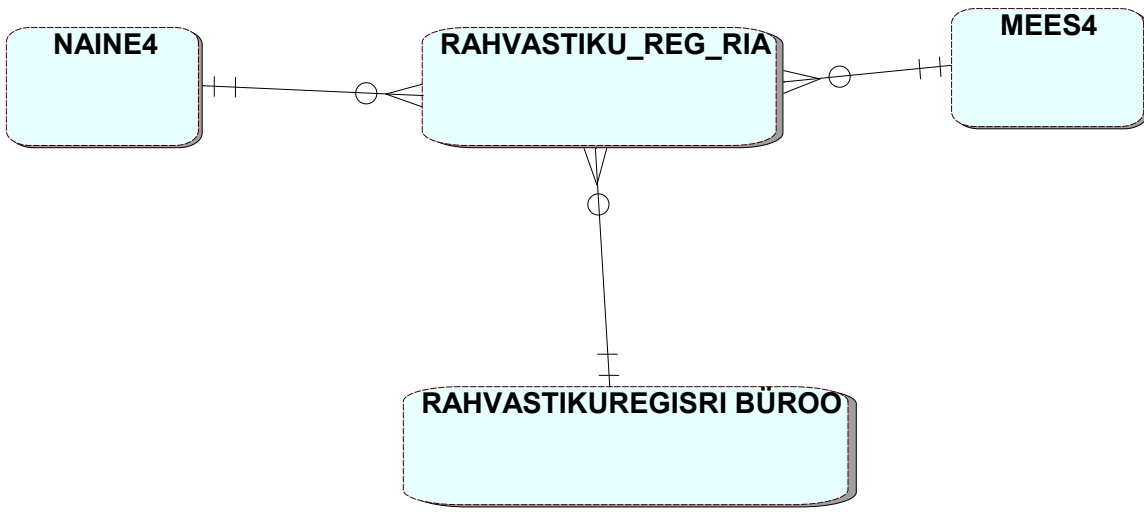 NAINE4
RAHVASTIKU_REG_RIA
MEES4
RAHVASTIKUREGISRI BÜROO